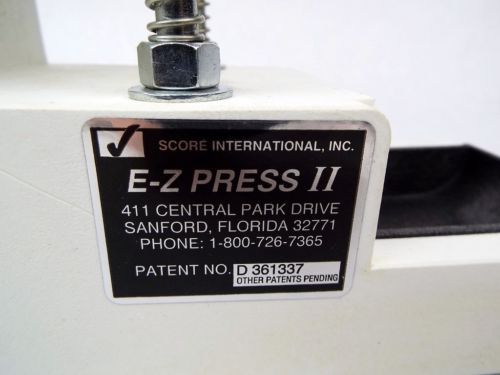 SCORE INTERNATIONAL, INC.
E-Z PRESS II
411 CENTRAL PARK DRIVE
SANFORD, FLORIDA 32771
PHONE: 1-800-726-7365
PATENT NO. D 361337
OTHER PATENTS PENDING